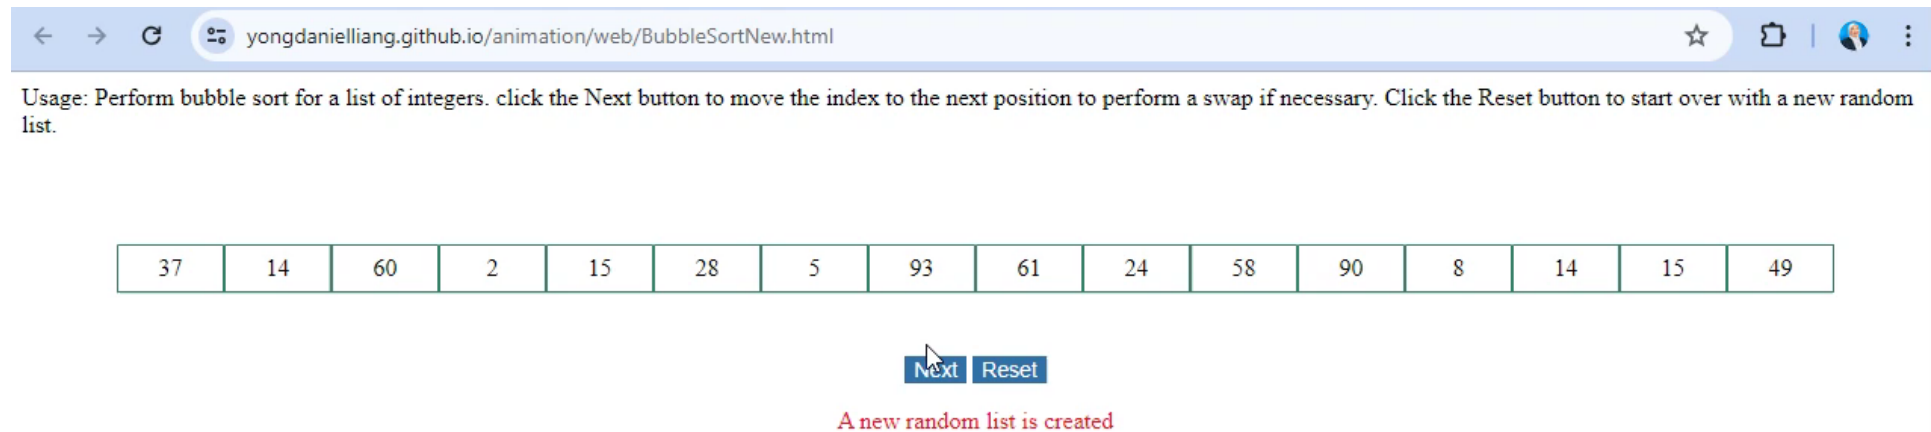 yongdanielliang.github.io/animation/web/BubbleSortNew.html
Usage: Perform bubble sort for a list of integers. click the Next button to move the index to the next position to perform a swap if necessary. Click the Reset button to start over with a new random
list.
37 14 60 2 15 28 5 93 61 24 58 90 8 14 15 49
Next Reset
A new random list is created